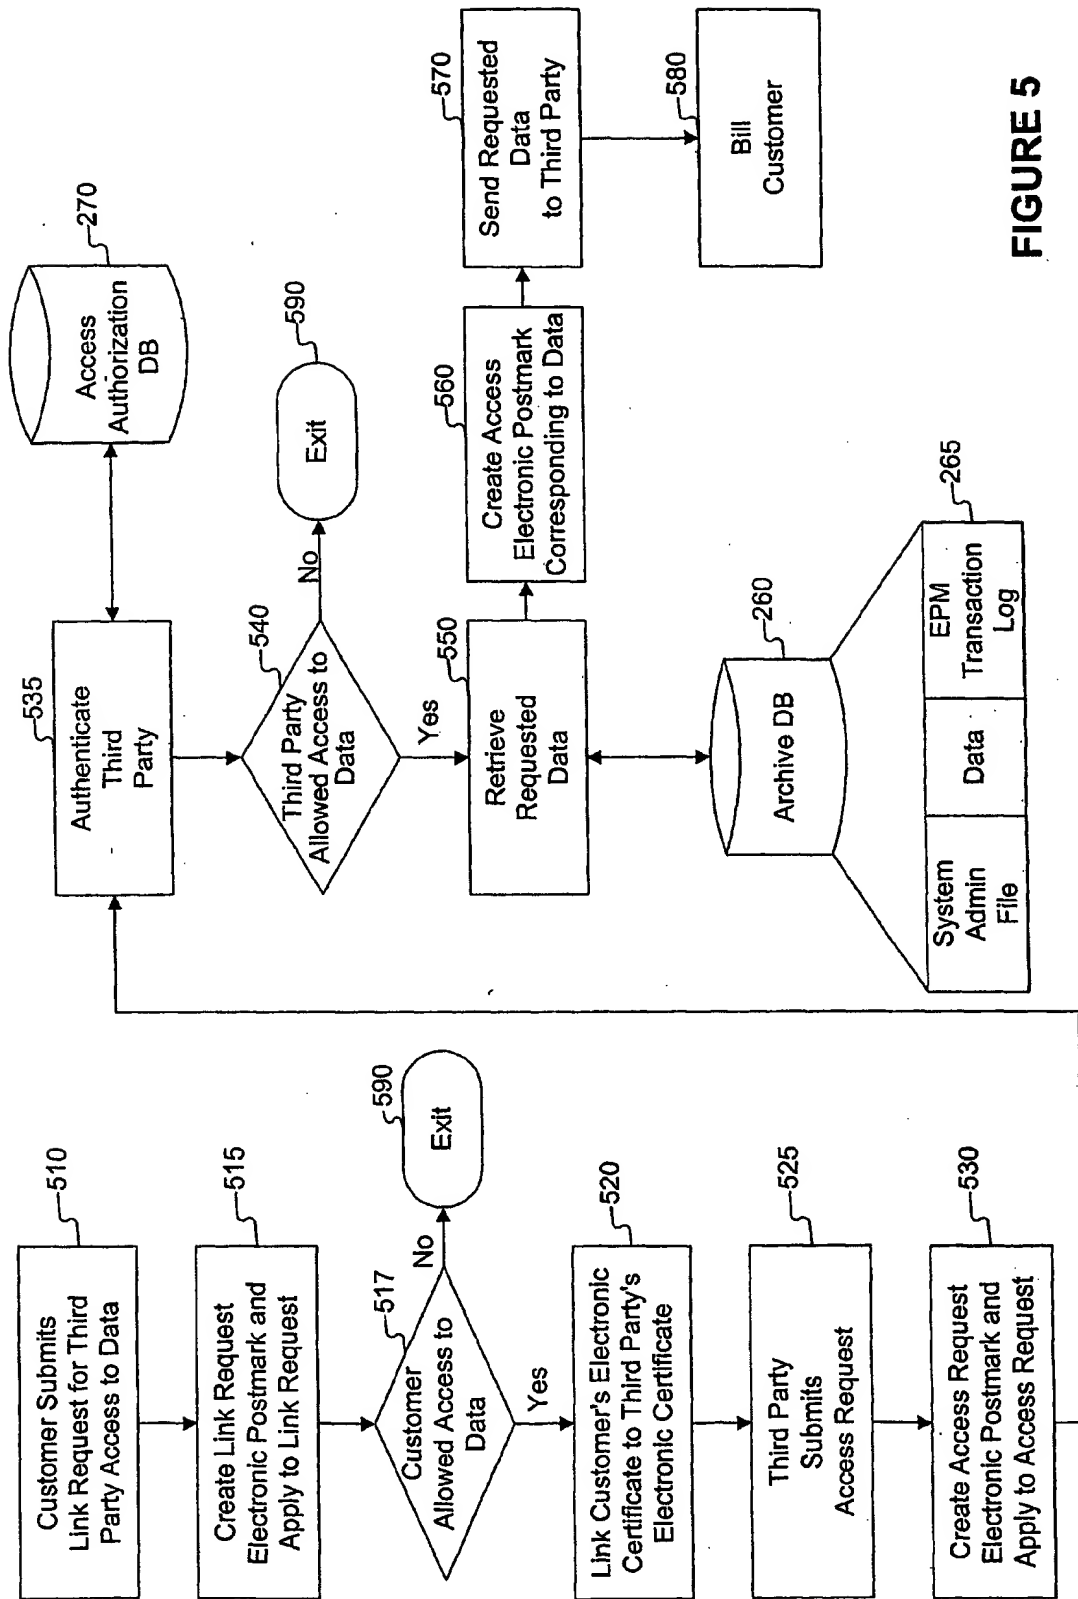 510
Customer Submits
Link Request for Third
Party Access to Data
515
Create Link Request
Electronic Postmark and
Apply to Link Request
517
Customer
Allowed Access to
Data
No
590
Exit
Yes
520
Link Customer's Electronic
Certificate to Third Party's
Electronic Certificate
525
Third Party
Submits
Access Request
530
Create Access Request
Electronic Postmark and
Apply to Access Request
535
Authenticate
Third
Party
270
Access
Authorization
DB
540
Third Party
Allowed Access to
Data
No
590
Exit
Yes
550
Retrieve
Requested
Data
260
Archive DB
265
System
Admin
File
Data
EPM
Transaction
Log
560
Create Access
Electronic Postmark
Corresponding to Data
570
Send Requested
Data
to Third Party
580
Bill
Customer
FIGURE 5